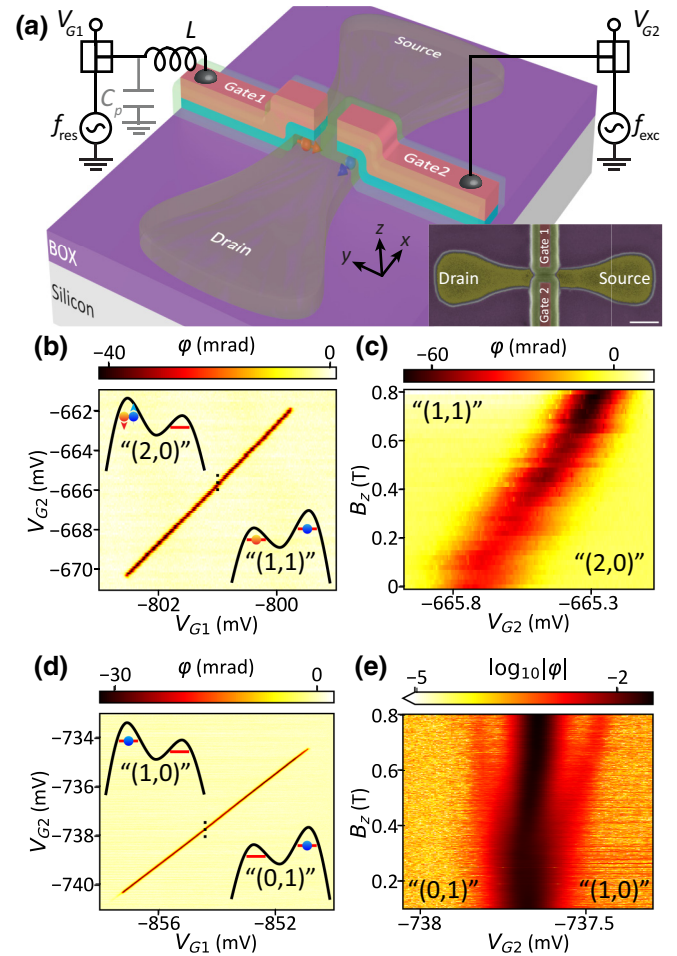 (a)
V_G1
L
C_p
f_res
Gate1
Source
Gate2
Drain
V_G2
f_exc
z
y
x
BOX
Silicon
Gate 1
Drain
Source
Gate 2
(b)
φ (mrad)
−40
0
−662
−664
−666
−668
−670
V_G2 (mV)
“(2,0)”
“(1,1)”
−802
−800
V_G1 (mV)
(c)
φ (mrad)
−60
0
0.8
0.4
0
B_z (T)
“(1,1)”
“(2,0)”
−665.8
−665.3
V_G2 (mV)
(d)
φ (mrad)
−30
0
−734
−736
−738
−740
V_G2 (mV)
“(1,0)”
“(0,1)”
−856
−852
V_G1 (mV)
(e)
log₁₀|φ|
−5
−2
0.8
0.6
0.4
0.2
B_z (T)
“(0,1)”
“(1,0)”
−738
−737.5
V_G2 (mV)